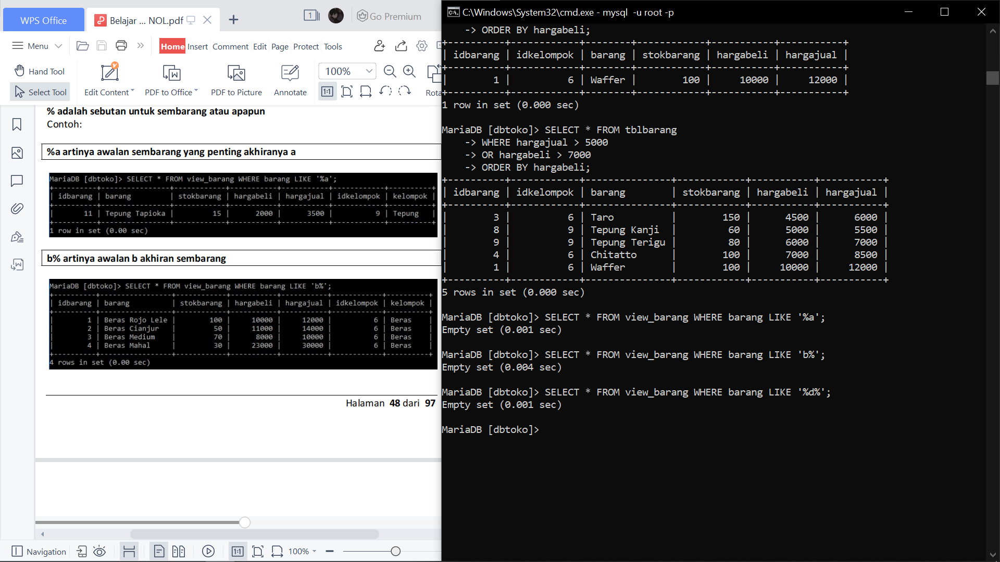 WPS Office
Belajar ... NOL.pdf
1
Go Premium
Menu
Home Insert Comment Edit Page Protect Tools
Hand Tool
Select Tool
Edit Content
PDF to Office
PDF to Picture
Annotate
100%
1:1
Rota
% adalah sebutan untuk sembarang atau apapun
Contoh:
%a artinya awalan sembarang yang penting akhiranya a
MariaDB [dbtoko]> SELECT * FROM view_barang WHERE barang LIKE '%a';
+----------+---------------+------------+-----------+-----------+------------+----------+
| idbarang | barang | stokbarang | hargabeli | hargajual | idkelompok | kelompok |
+----------+---------------+------------+-----------+-----------+------------+----------+
| 11 | Tepung Tapioka | 15 | 2000 | 3500 | 9 | Tepung |
+----------+---------------+------------+-----------+-----------+------------+----------+
1 row in set (0.00 sec)
b% artinya awalan b akhiran sembarang
MariaDB [dbtoko]> SELECT * FROM view_barang WHERE barang LIKE 'b%';
+----------+-----------------+------------+-----------+-----------+------------+----------+
| idbarang | barang | stokbarang | hargabeli | hargajual | idkelompok | kelompok |
+----------+-----------------+------------+-----------+-----------+------------+----------+
| 1 | Beras Rojo Lele | 100 | 10000 | 12000 | 6 | Beras |
| 2 | Beras Cianjur | 50 | 11000 | 14000 | 6 | Beras |
| 3 | Beras Medium | 70 | 8000 | 10000 | 6 | Beras |
| 4 | Beras Mahal | 30 | 23000 | 30000 | 6 | Beras |
+----------+-----------------+------------+-----------+-----------+------------+----------+
4 rows in set (0.00 sec)
Halaman 48 dari 97
Navigation
1:1
100%
C:\Windows\System32\cmd.exe - mysql -u root -p
-> ORDER BY hargabeli;
+----------+------------+--------+------------+-----------+-----------+
| idbarang | idkelompok | barang | stokbarang | hargabeli | hargajual |
+----------+------------+--------+------------+-----------+-----------+
| 1 | 6 | Waffer | 100 | 10000 | 12000 |
+----------+------------+--------+------------+-----------+-----------+
1 row in set (0.000 sec)
MariaDB [dbtoko]> SELECT * FROM tblbarang
-> WHERE hargajual > 5000
-> OR hargabeli > 7000
-> ORDER BY hargabeli;
+----------+------------+---------------+------------+-----------+-----------+
| idbarang | idkelompok | barang | stokbarang | hargabeli | hargajual |
+----------+------------+---------------+------------+-----------+-----------+
| 3 | 6 | Taro | 150 | 4500 | 6000 |
| 8 | 9 | Tepung Kanji | 60 | 5000 | 5500 |
| 9 | 9 | Tepung Terigu | 80 | 6000 | 7000 |
| 4 | 6 | Chitatto | 100 | 7000 | 8500 |
| 1 | 6 | Waffer | 100 | 10000 | 12000 |
+----------+------------+---------------+------------+-----------+-----------+
5 rows in set (0.000 sec)
MariaDB [dbtoko]> SELECT * FROM view_barang WHERE barang LIKE '%a';
Empty set (0.001 sec)
MariaDB [dbtoko]> SELECT * FROM view_barang WHERE barang LIKE 'b%';
Empty set (0.004 sec)
MariaDB [dbtoko]> SELECT * FROM view_barang WHERE barang LIKE '%d%';
Empty set (0.001 sec)
MariaDB [dbtoko]>